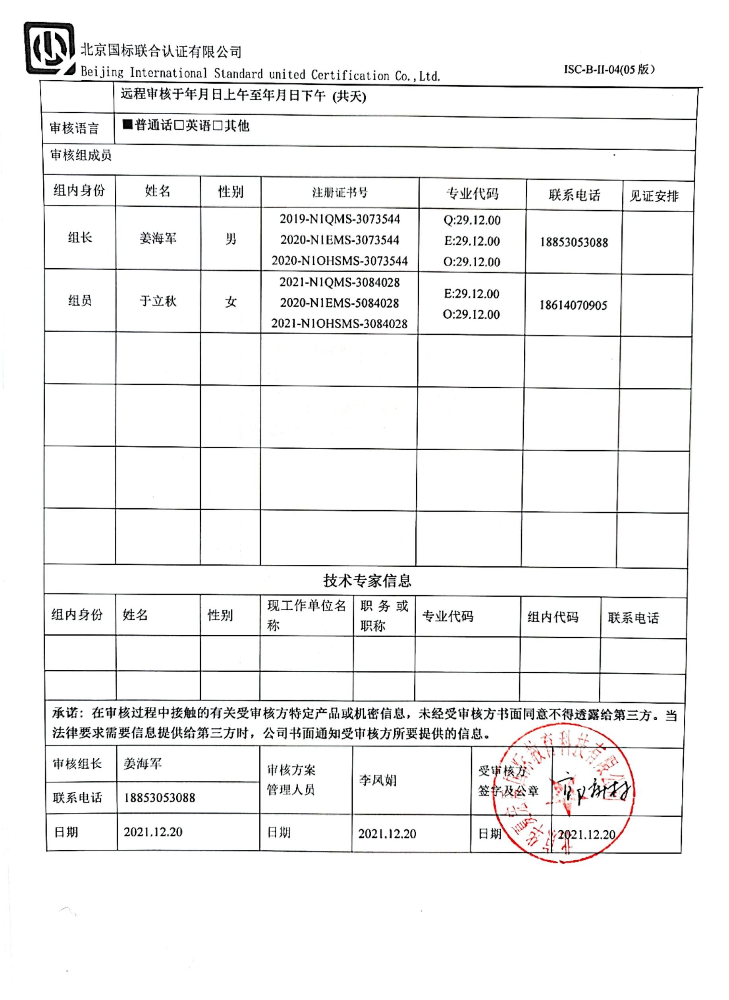 北京国标联合认证有限公司
Beijing International Standard united Certification Co.,Ltd.
ISC-B-II-04(05 版)
远程审核于年月日上午至年月日下午 (共天)
审核语言
■普通话□英语□其他
审核组成员
组内身份 姓名 性别 注册证书号 专业代码 联系电话 见证安排
2019-N1QMS-3073544 Q:29.12.00
组长 姜海军 男 2020-N1EMS-3073544 E:29.12.00 18853053088
2020-N1OHSMS-3073544 O:29.12.00
2021-N1QMS-3084028
组员 于立秋 女 2020-N1EMS-5084028 E:29.12.00 18614070905
2021-N1OHSMS-3084028 O:29.12.00
技术专家信息
组内身份 姓名 性别 现工作单位名称 职务或职称 专业代码 组内代码 联系电话
承诺：在审核过程中接触的有关受审核方特定产品或机密信息，未经受审核方书面同意不得透露给第三方。当
法律要求需要信息提供给第三方时，公司书面通知受审核方所要提供的信息。
审核组长 姜海军
审核方案
管理人员
李凤娟
受审核方
签字及公章
联系电话 18853053088
日期 2021.12.20 日期 2021.12.20 日期 2021.12.20
教育科技有限公司